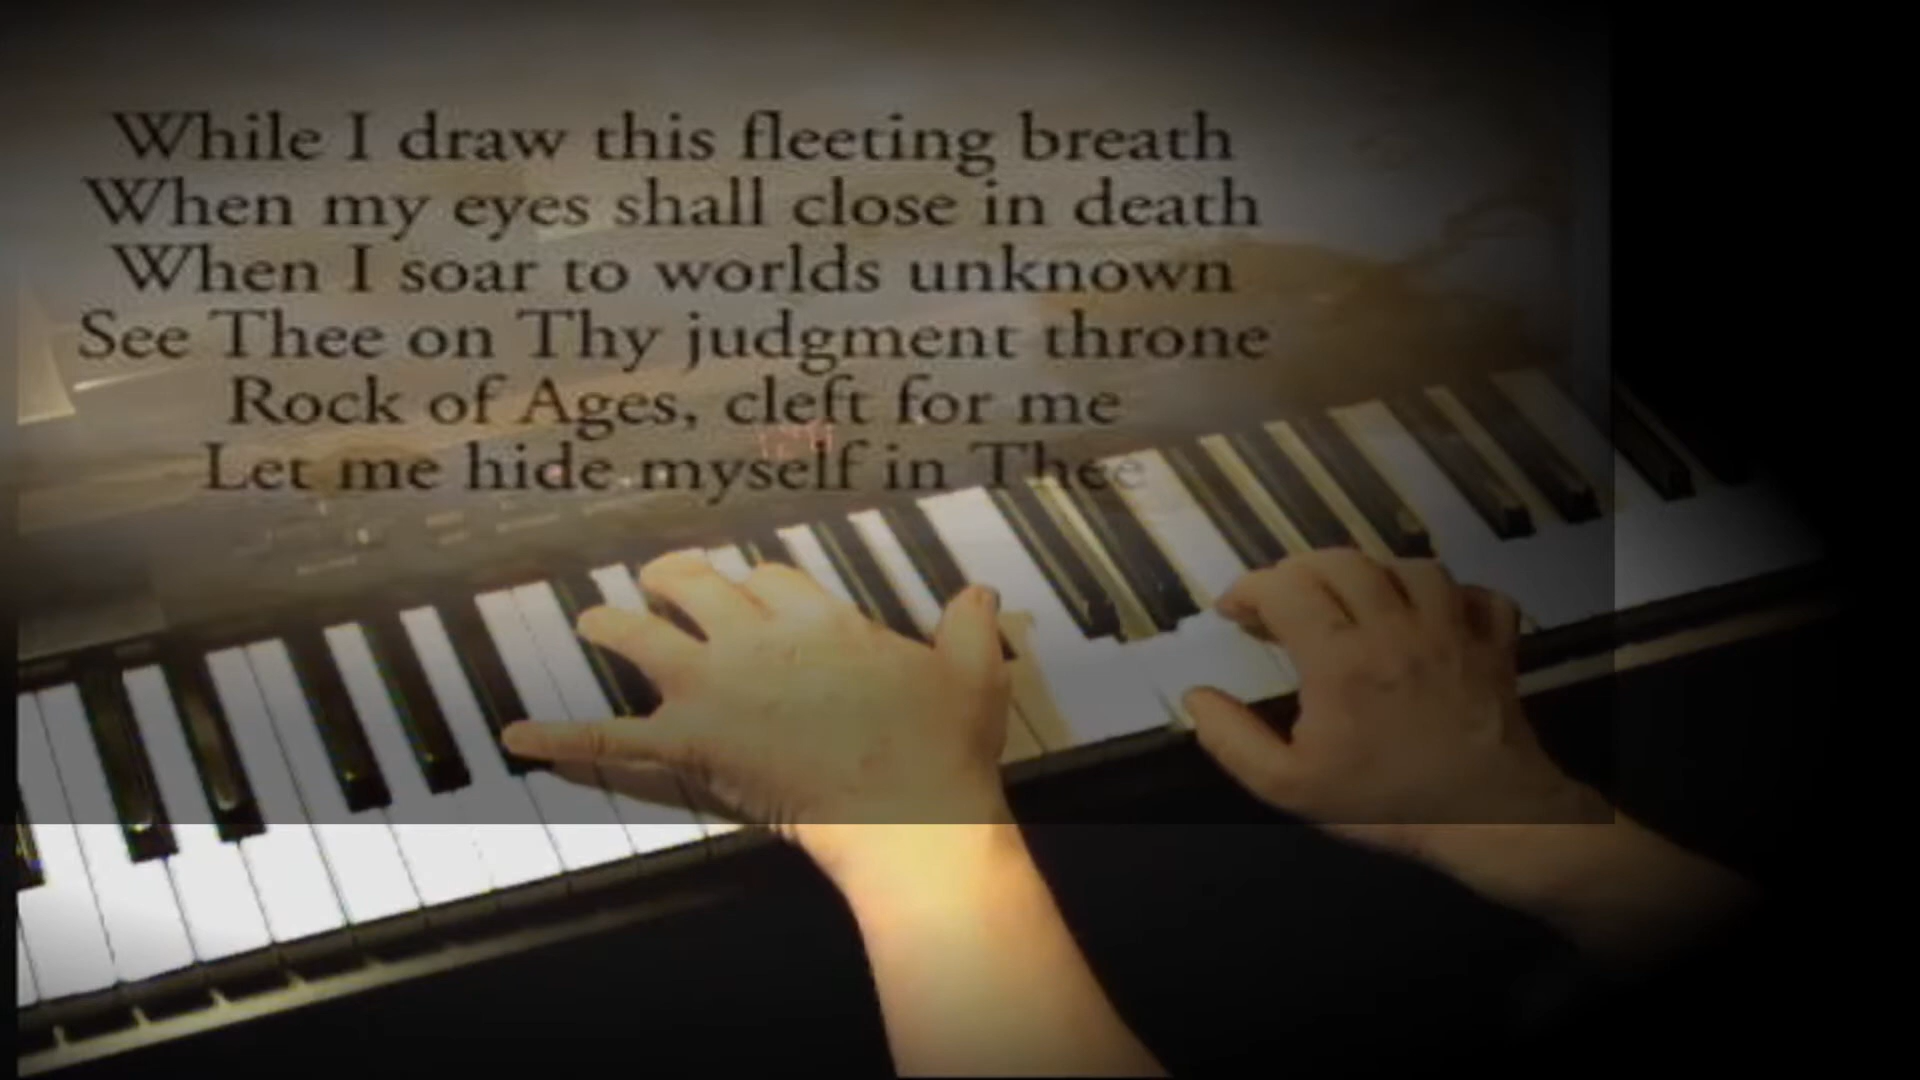 While I draw this fleeting breath
When my eyes shall close in death
When I soar to worlds unknown
See Thee on Thy judgment throne
Rock of Ages, cleft for me
Let me hide myself in Thee